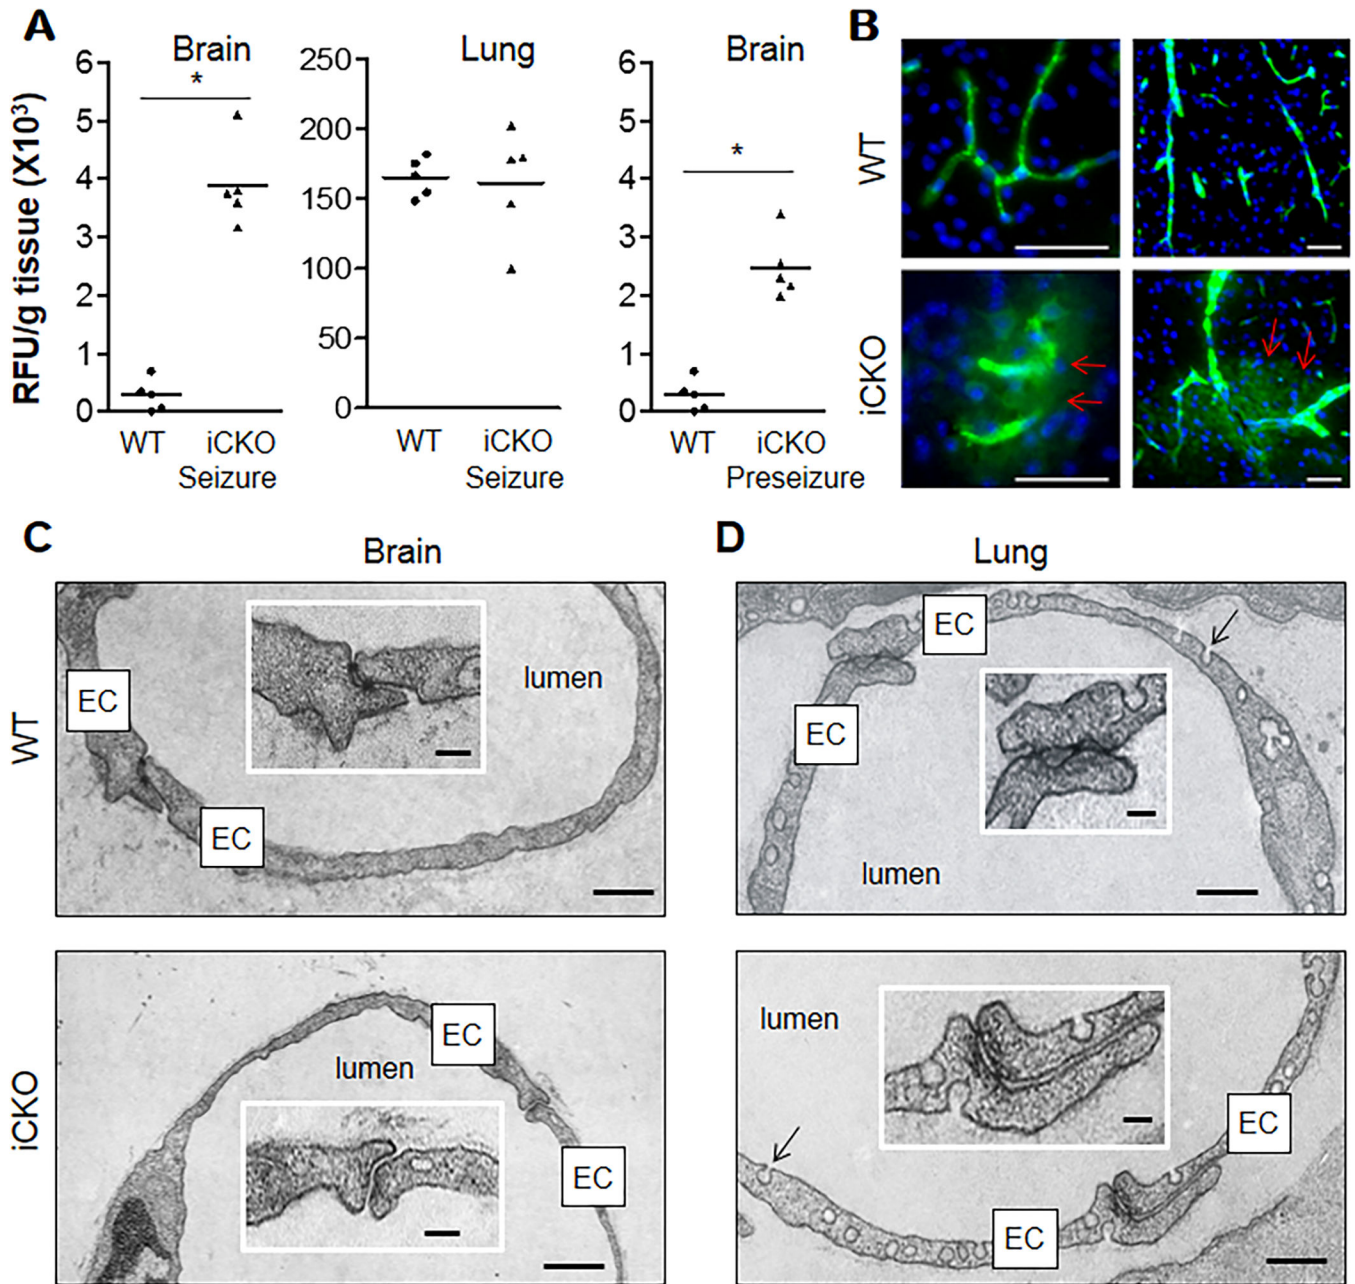 A
B
Brain
Lung
Brain
RFU/g tissue (X10³)
6
5
4
3
2
1
0
*
WT
iCKO
Seizure
250
200
150
100
50
0
WT
iCKO
Seizure
6
5
4
3
2
1
0
*
WT
iCKO
Preseizure
WT
iCKO
C
Brain
D
Lung
WT
EC
EC
lumen
EC
EC
lumen
iCKO
EC
lumen
EC
lumen
EC
EC